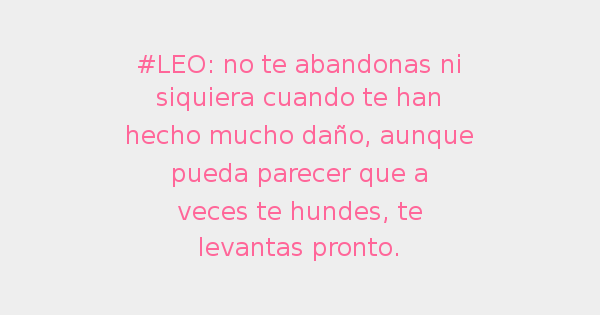 #LEO: no te abandonas ni
siquiera cuando te han
hecho mucho daño, aunque
pueda parecer que a
veces te hundes, te
levantas pronto.